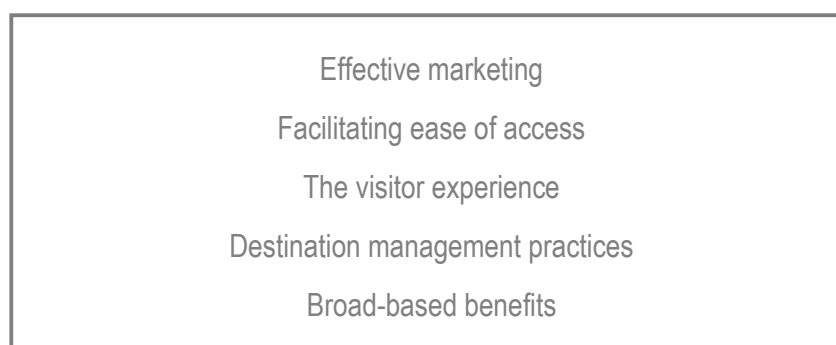 Effective marketing
Facilitating ease of access
The visitor experience
Destination management practices
Broad-based benefits